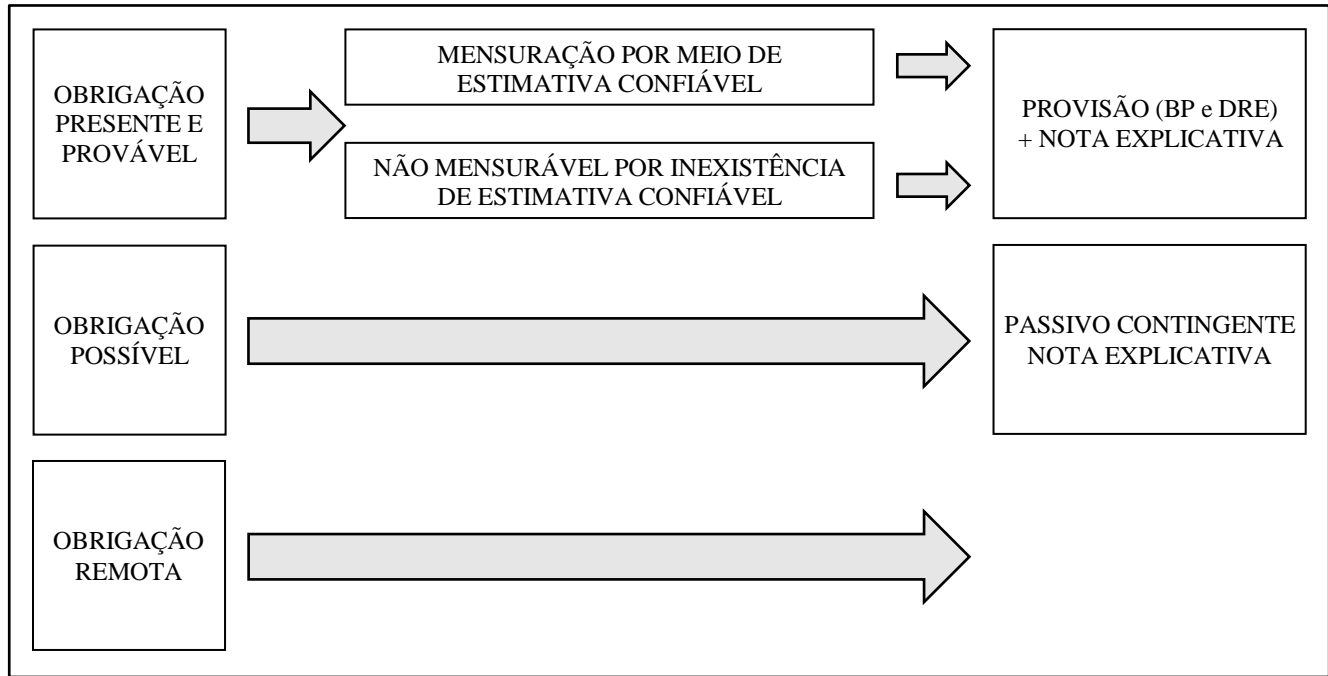 OBRIGAÇÃO
PRESENTE E
PROVÁVEL
MENSURAÇÃO POR MEIO DE
ESTIMATIVA CONFIÁVEL
NÃO MENSURÁVEL POR INEXISTÊNCIA
DE ESTIMATIVA CONFIÁVEL
PROVISÃO (BP e DRE)
+ NOTA EXPLICATIVA
OBRIGAÇÃO
POSSÍVEL
PASSIVO CONTINGENTE
NOTA EXPLICATIVA
OBRIGAÇÃO
REMOTA